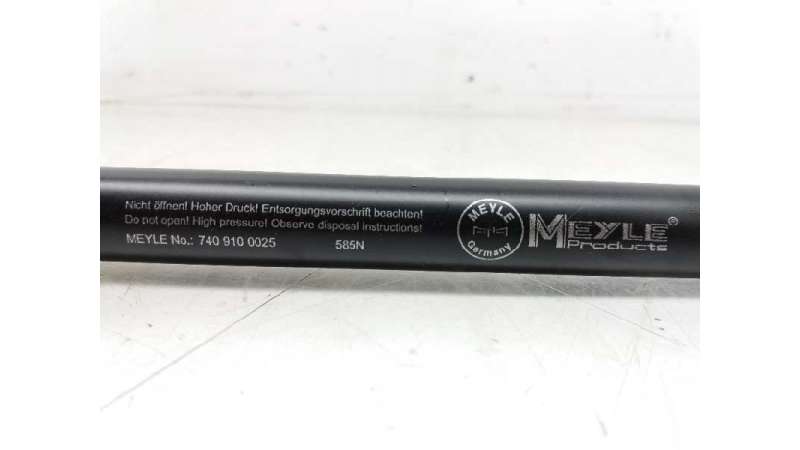 Nicht öffnen! Hoher Druck! Entsorgungsvorschrift beachten!
Do not open! High pressure! Observe disposal instructions!
MEYLE No.: 740 910 0025 585N
MEYLE
Germany
MEYLE®
Products